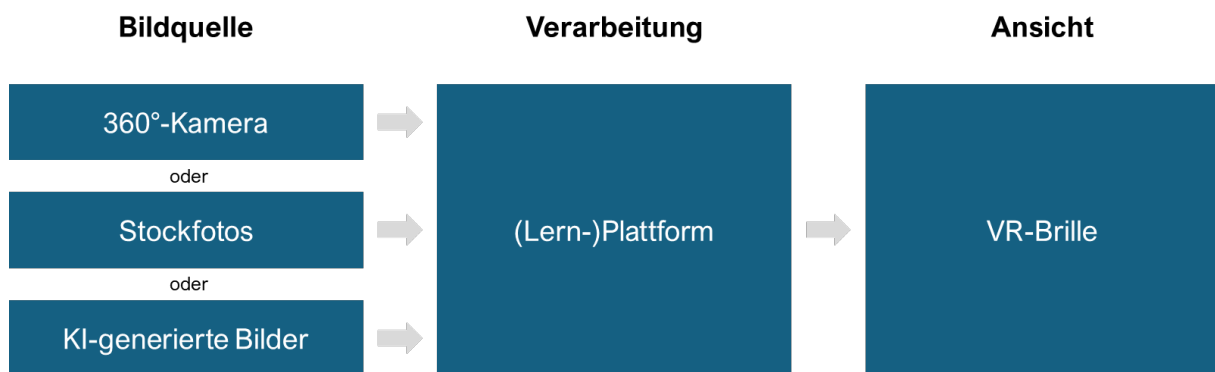 Bildquelle
Verarbeitung
Ansicht
360°-Kamera
oder
Stockfotos
oder
KI-generierte Bilder
(Lern-)Plattform
VR-Brille